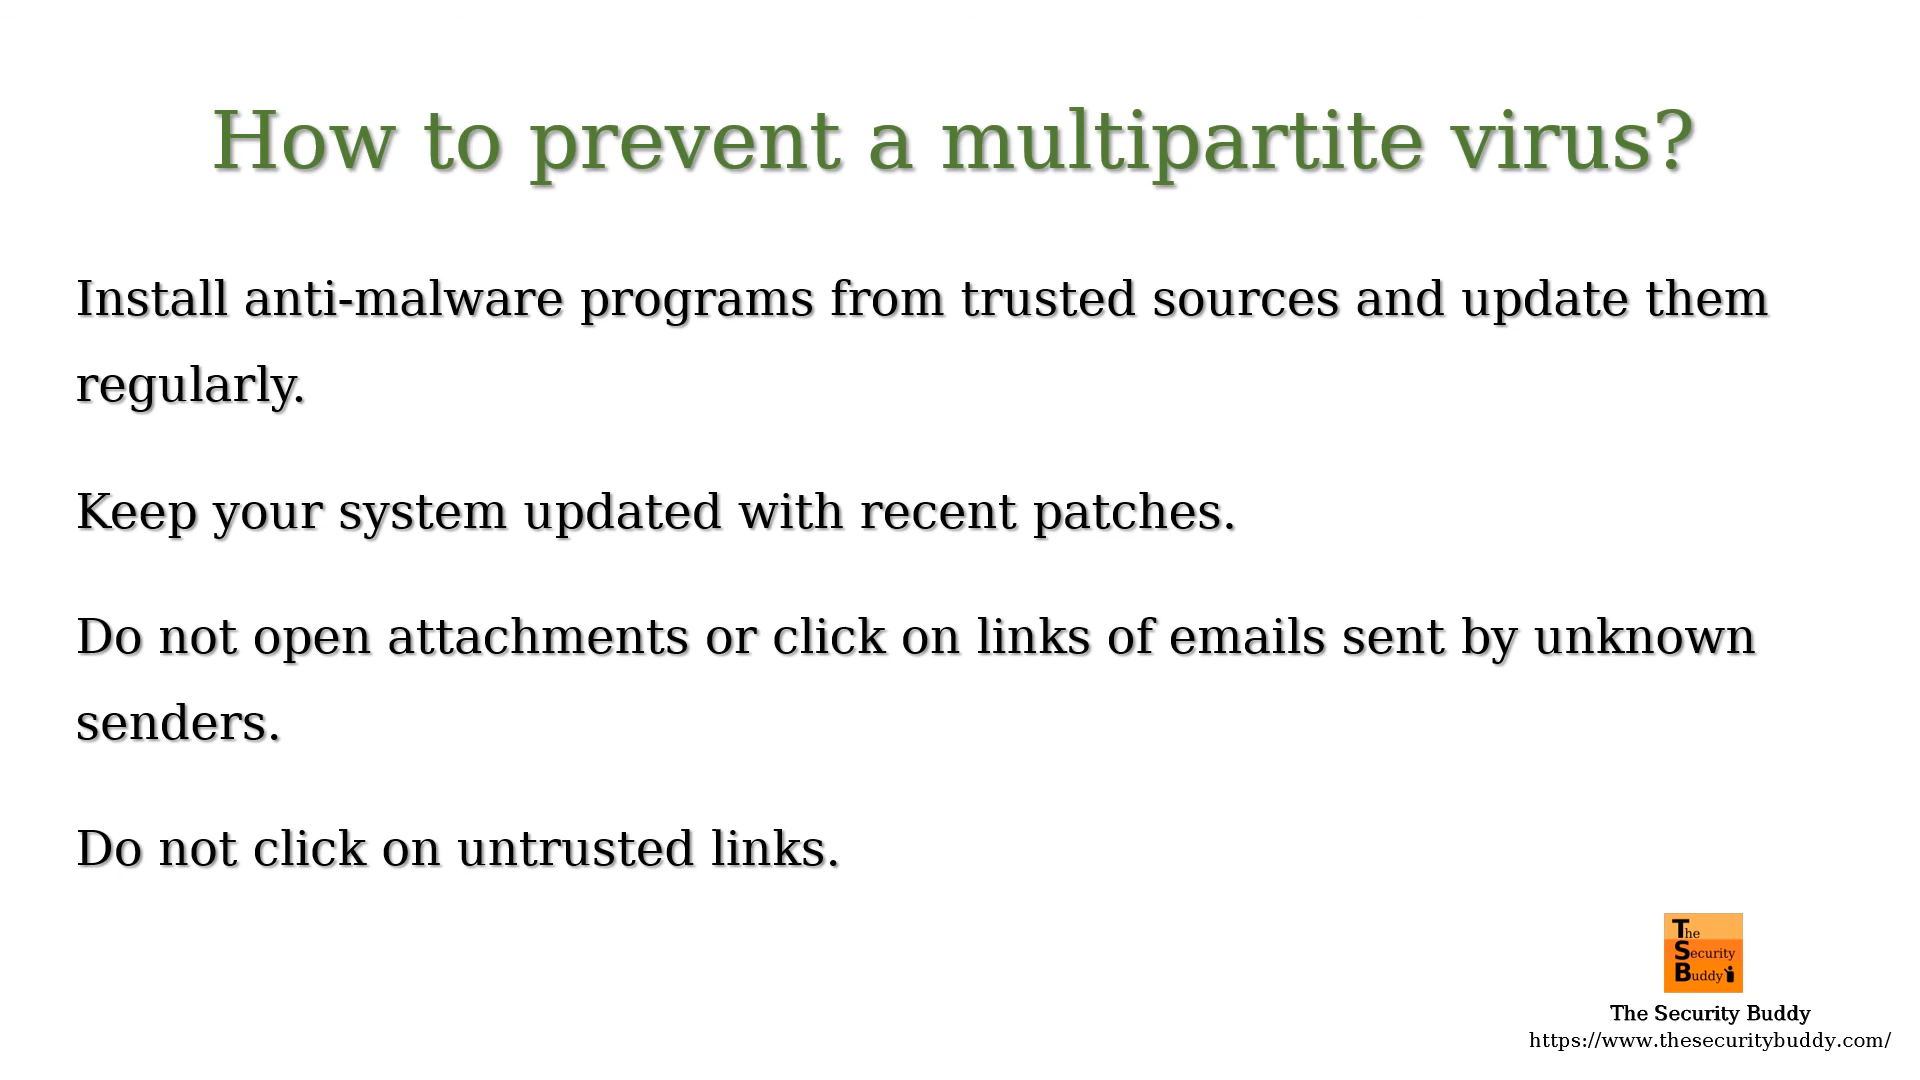 How to prevent a multipartite virus?
Install anti-malware programs from trusted sources and update them
regularly.
Keep your system updated with recent patches.
Do not open attachments or click on links of emails sent by unknown
senders.
Do not click on untrusted links.
The
Security
Buddy
The Security Buddy
https://www.thesecuritybuddy.com/